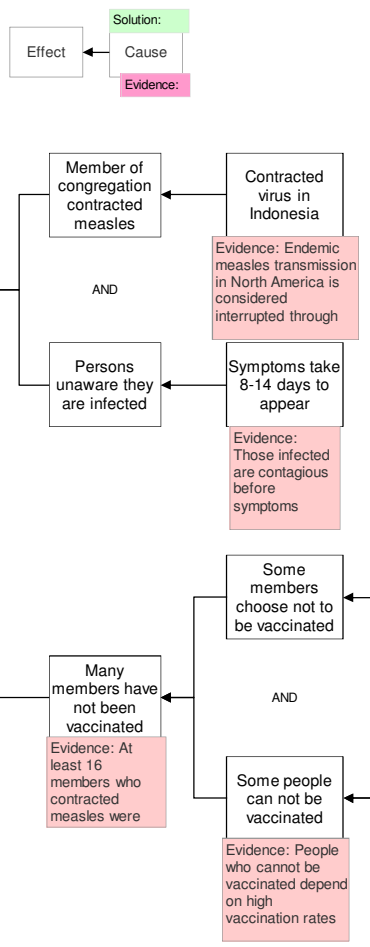 Solution:
Effect
Cause
Evidence:
Member of
congregation
contracted
measles
Contracted
virus in
Indonesia
Evidence: Endemic
measles transmission
in North America is
considered
interrupted through
AND
Persons
unaware they
are infected
Symptoms take
8-14 days to
appear
Evidence:
Those infected
are contagious
before
symptoms
Some
members
choose not to
be vaccinated
Many
members have
not been
vaccinated
AND
Evidence: At
least 16
members who
contracted
measles were
Some people
can not be
vaccinated
Evidence: People
who cannot be
vaccinated depend
on high
vaccination rates